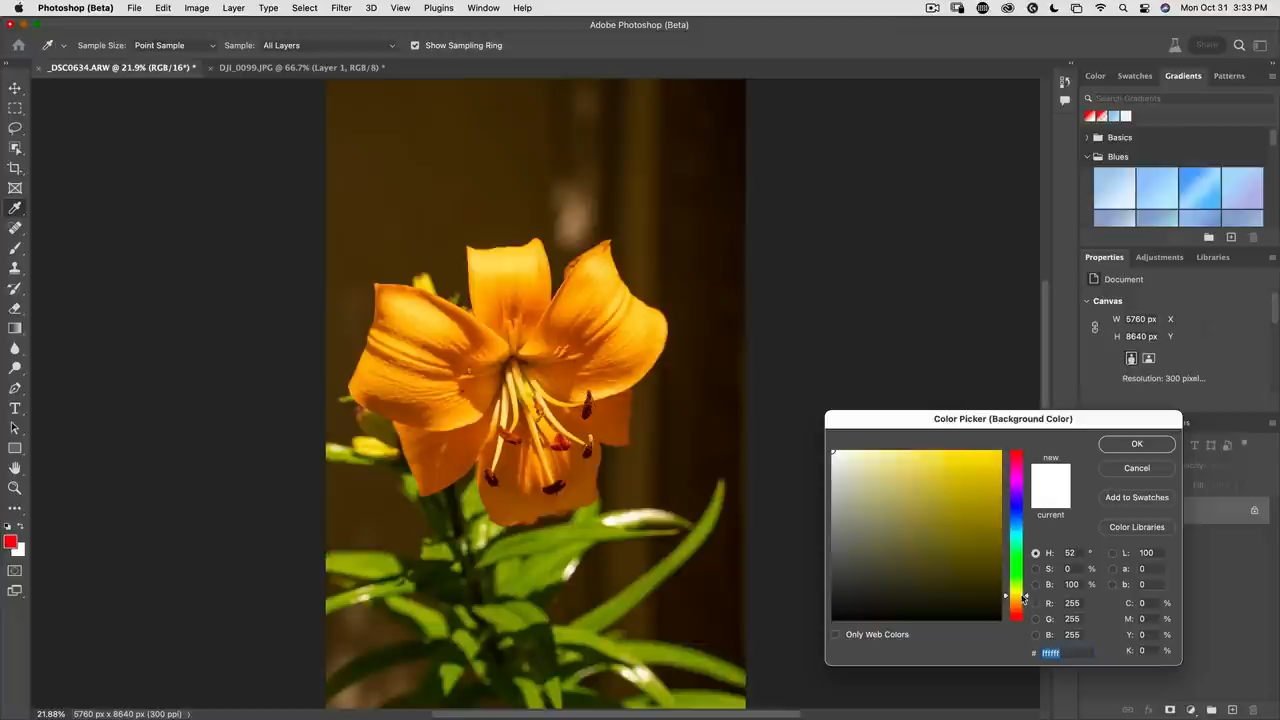 Photoshop (Beta) File Edit Image Layer Type Select Filter 3D View Plugins Window Help Mon Oct 31 3:33 PM
Adobe Photoshop (Beta)
Sample Size: Point Sample Sample: All Layers Show Sampling Ring Share
_DSC0634.ARW @ 21.9% (RGB/16*) * DJI_0099.JPG @ 66.7% (Layer 1, RGB/8) *
Color Swatches Gradients Patterns
Search Gradients
Basics
Blues
Properties Adjustments Libraries
Document
Canvas
W 5760 px X
H 8640 px Y
Resolution: 300 pixel...
Color Picker (Background Color)
OK
new
Cancel
Add to Swatches
current
Color Libraries
H: 52 ° L: 100
S: 0 % a: 0
B: 100 % b: 0
R: 255 C: 0 %
G: 255 M: 0 %
B: 255 Y: 0 %
Only Web Colors
# ffffff K: 0 %
21.88% 5760 px x 8640 px (300 ppi)